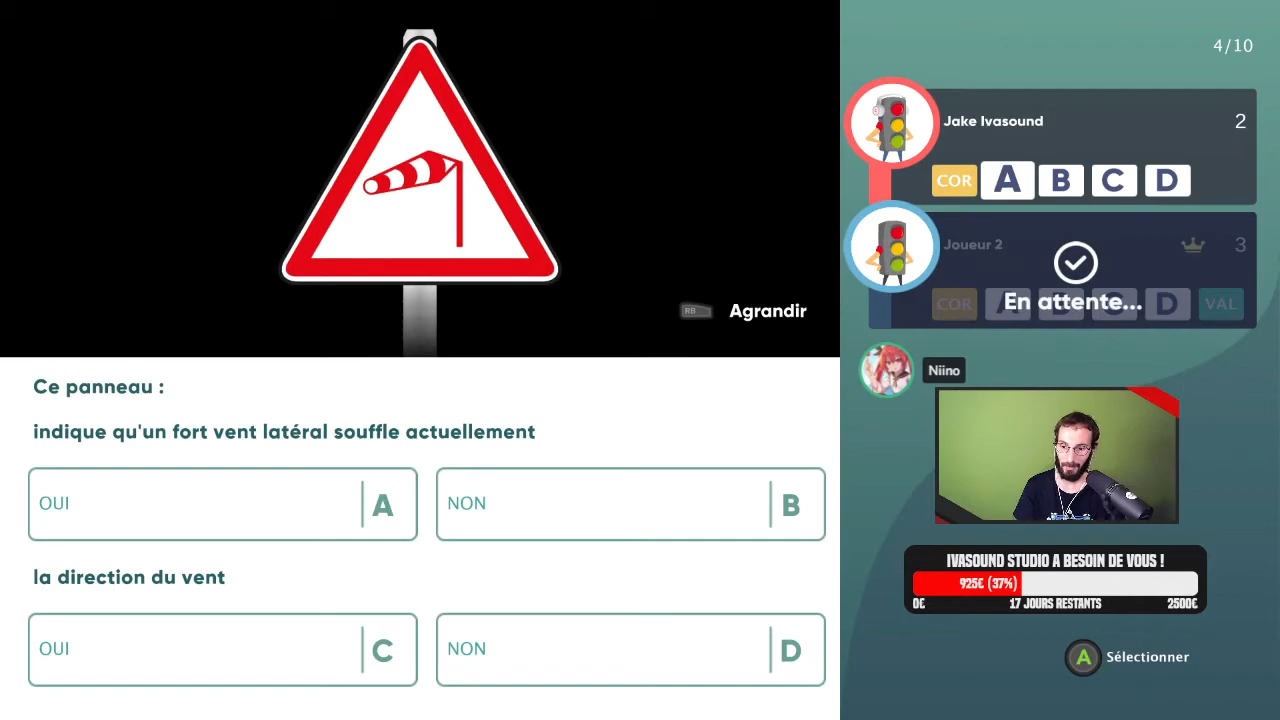 4/10
Jake Ivasound
2
COR
A
B
C
D
Joueur 2
3
En attente...
COR
A
D
VAL
RB
Agrandir
Niino
Ce panneau :
indique qu'un fort vent latéral souffle actuellement
OUI
A
NON
B
la direction du vent
OUI
C
NON
D
IVASOUND STUDIO A BESOIN DE VOUS !
925€ (37%)
0€
17 JOURS RESTANTS
2500€
A
Sélectionner